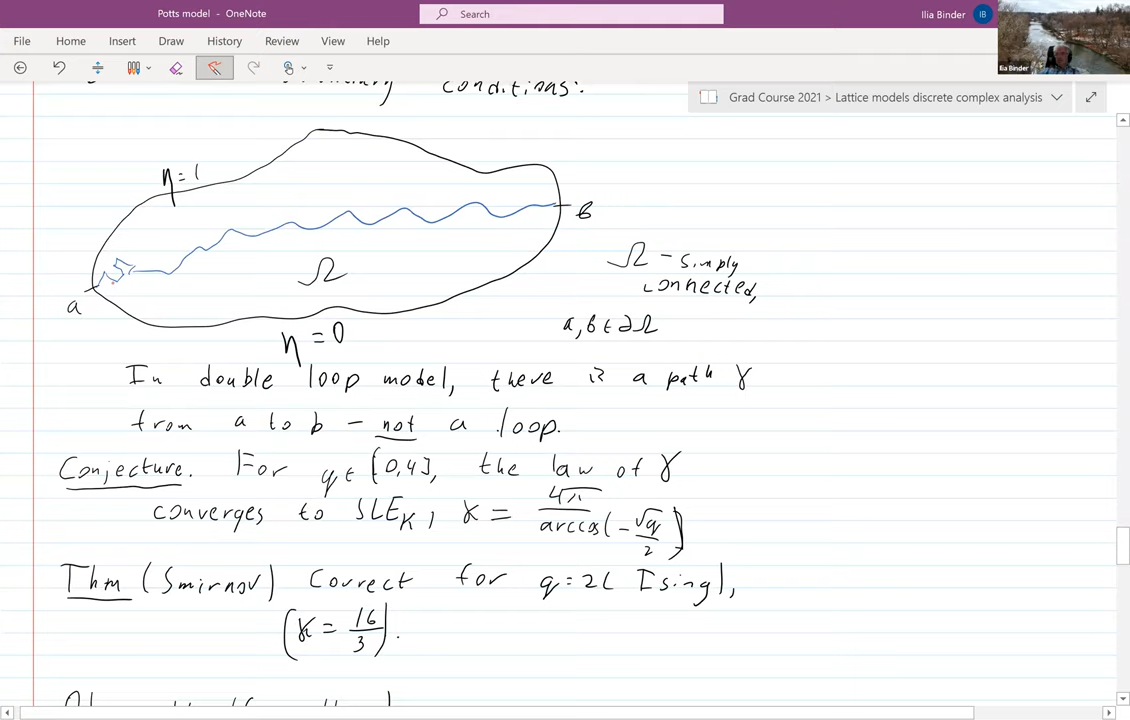 Potts model - OneNote
Search
Ilia Binder
IB
File Home Insert Draw History Review View Help
Ilia Binder
Grad Course 2021 > Lattice models discrete complex analysis
conditions:
η=1
b
Ω
Ω - simply
connected,
a
η = 0
a,b ∈ ∂Ω
In double loop model, there is a path γ
from a to b - not a loop.
Conjecture. For q∈[0,4], the law of γ
converges to SLE_κ, κ = 4π / arccos(-√q/2)
Thm (Smirnov) Correct for q=2 (Ising),
(κ = 16/3).